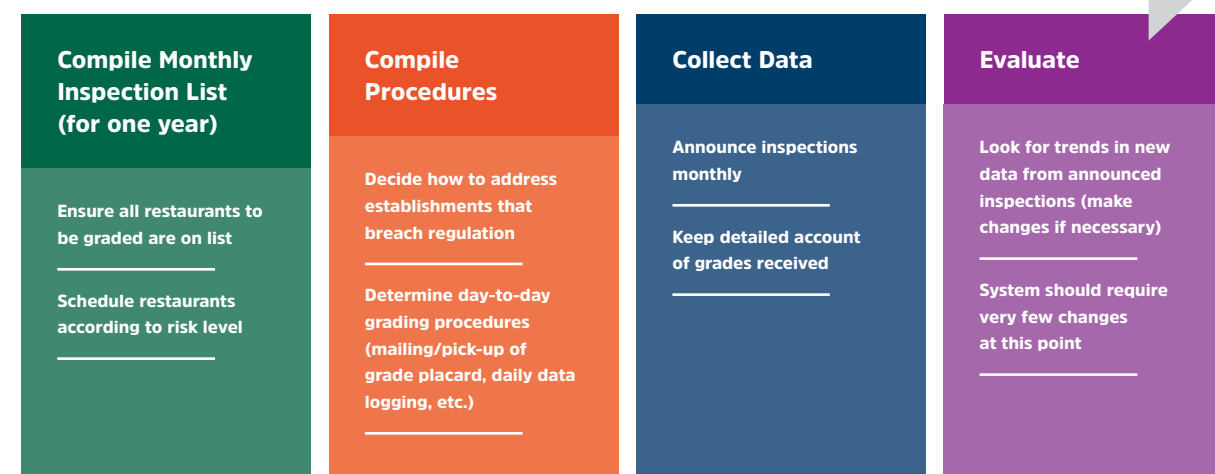 Compile Monthly
Inspection List
(for one year)
Ensure all restaurants to
be graded are on list
Schedule restaurants
according to risk level
Compile
Procedures
Decide how to address
establishments that
breach regulation
Determine day-to-day
grading procedures
(mailing/pick-up of
grade placard, daily data
logging, etc.)
Collect Data
Announce inspections
monthly
Keep detailed account
of grades received
Evaluate
Look for trends in new
data from announced
inspections (make
changes if necessary)
System should require
very few changes
at this point